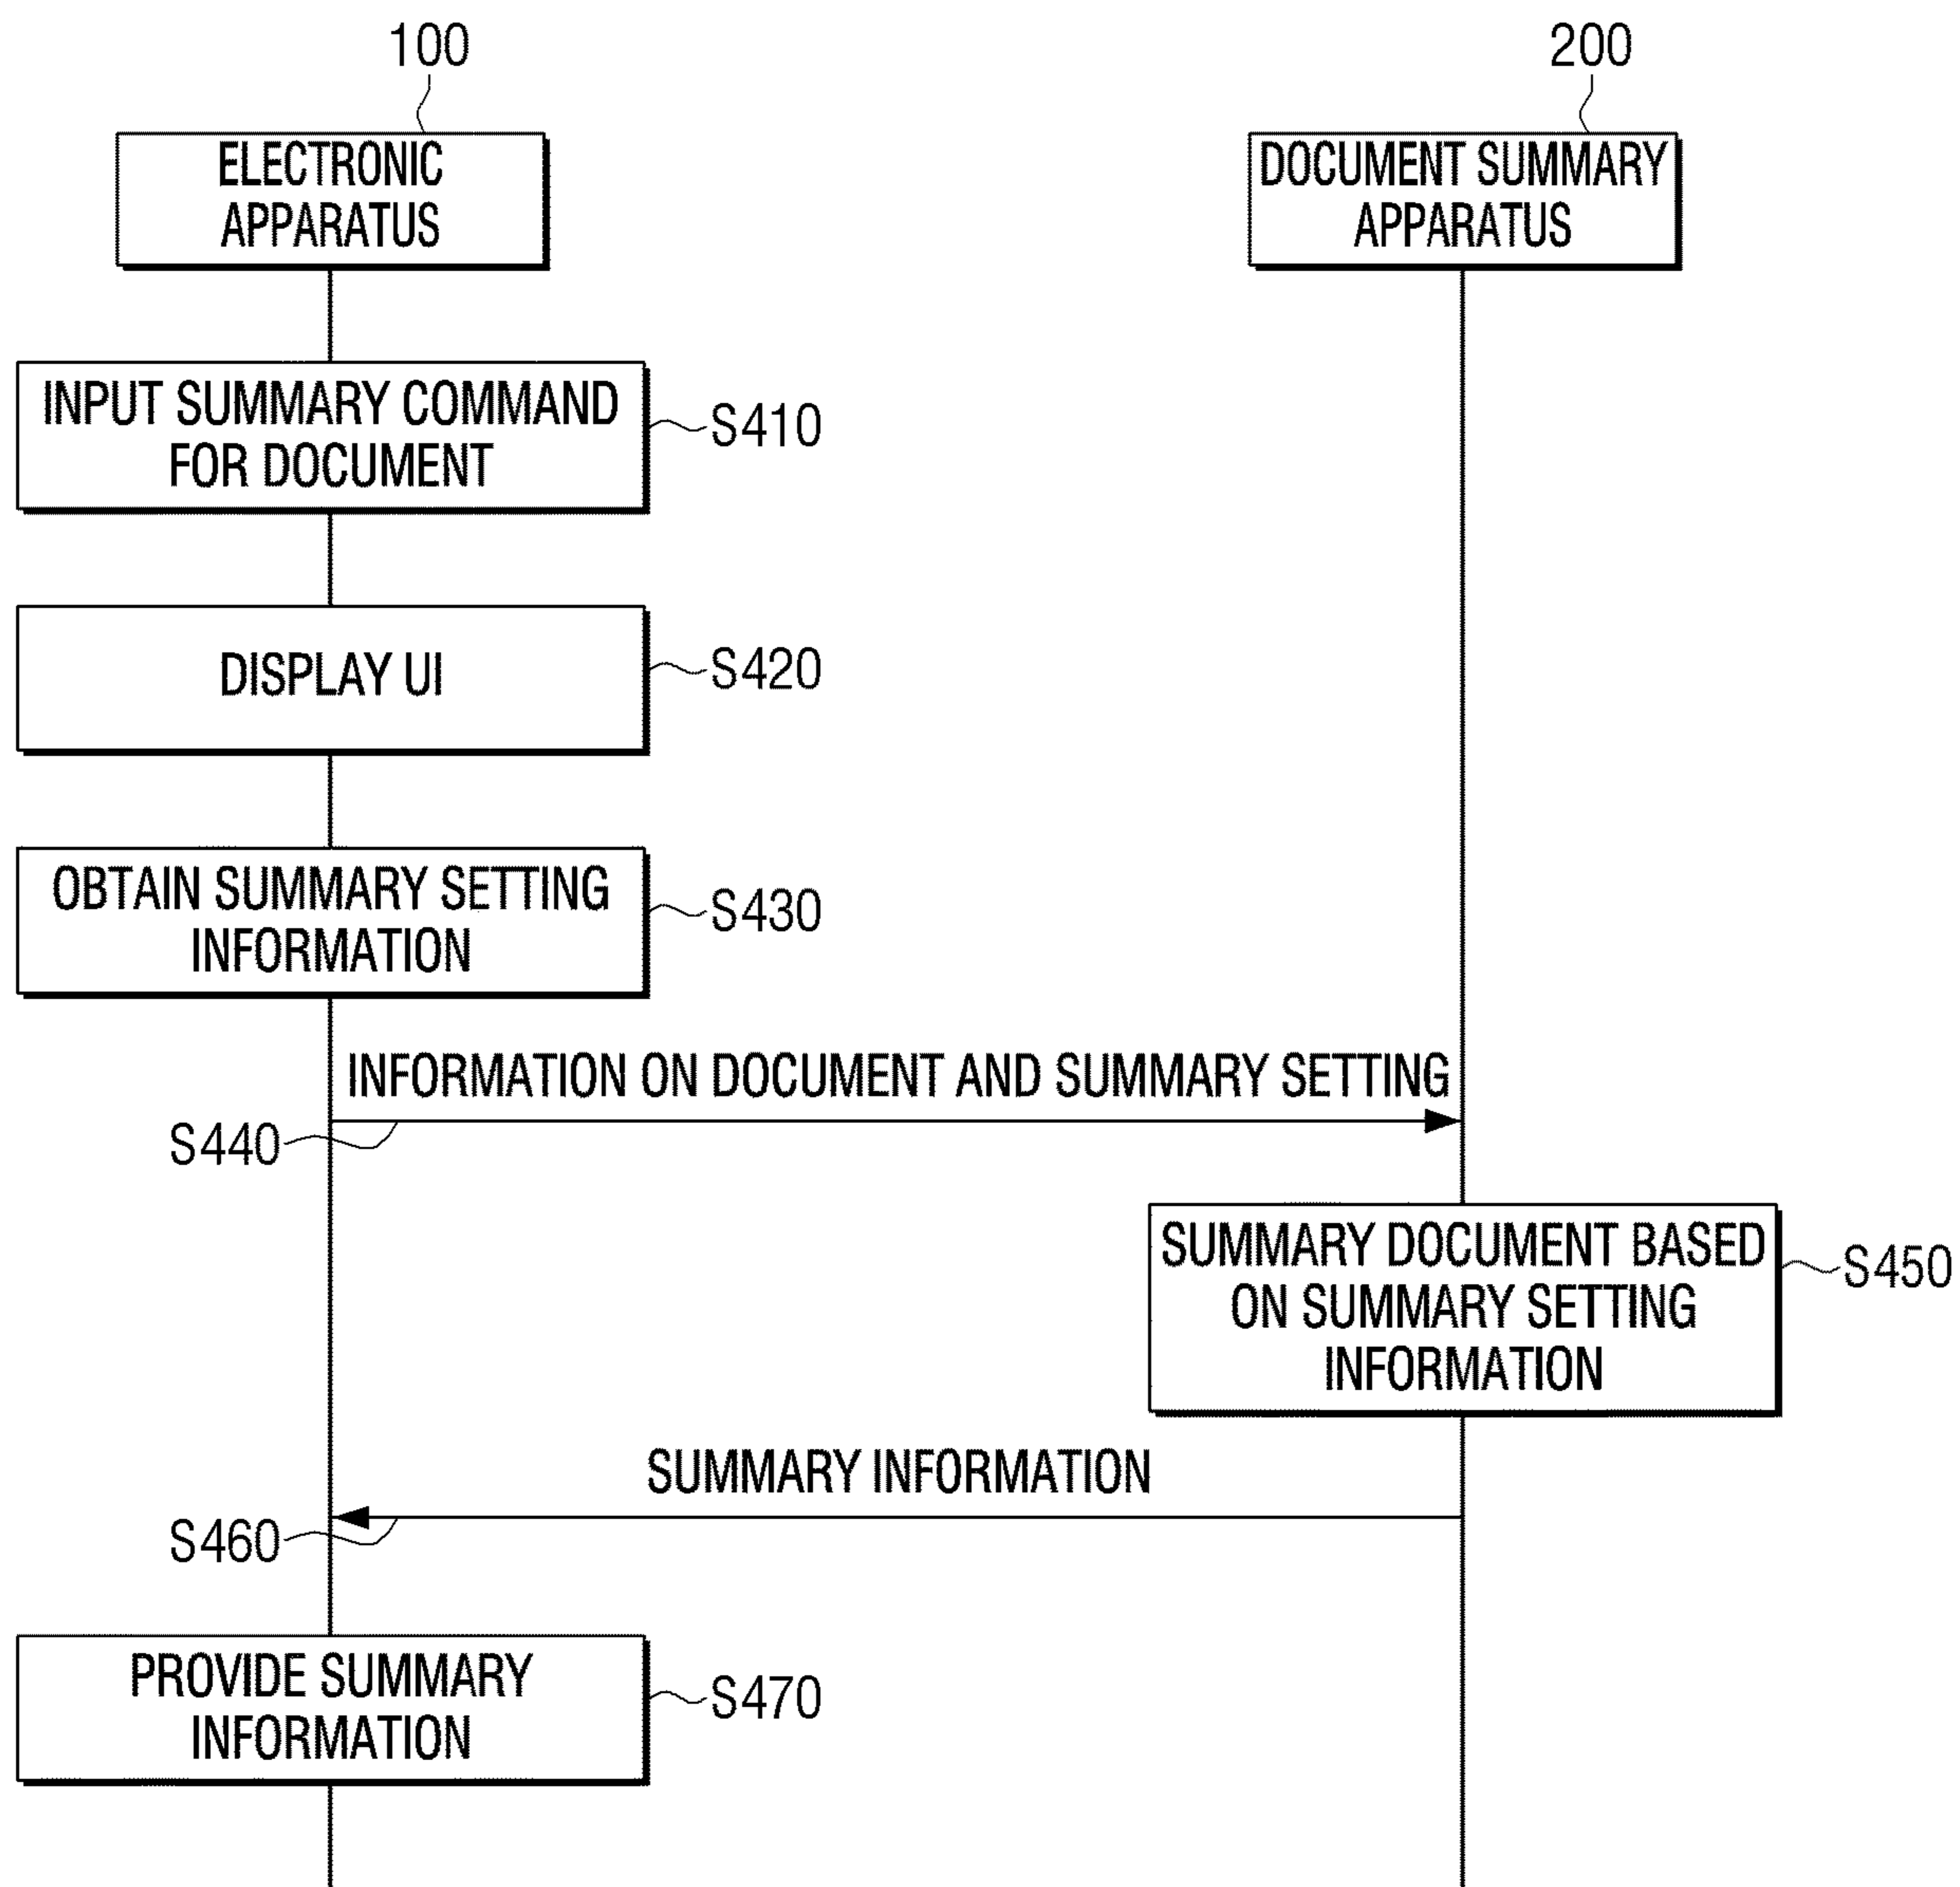 100
200
ELECTRONIC
APPARATUS
DOCUMENT SUMMARY
APPARATUS
INPUT SUMMARY COMMAND
FOR DOCUMENT
S410
DISPLAY UI
S420
OBTAIN SUMMARY SETTING
INFORMATION
S430
INFORMATION ON DOCUMENT AND SUMMARY SETTING
S440
SUMMARY DOCUMENT BASED
ON SUMMARY SETTING
INFORMATION
S450
SUMMARY INFORMATION
S460
PROVIDE SUMMARY
INFORMATION
S470